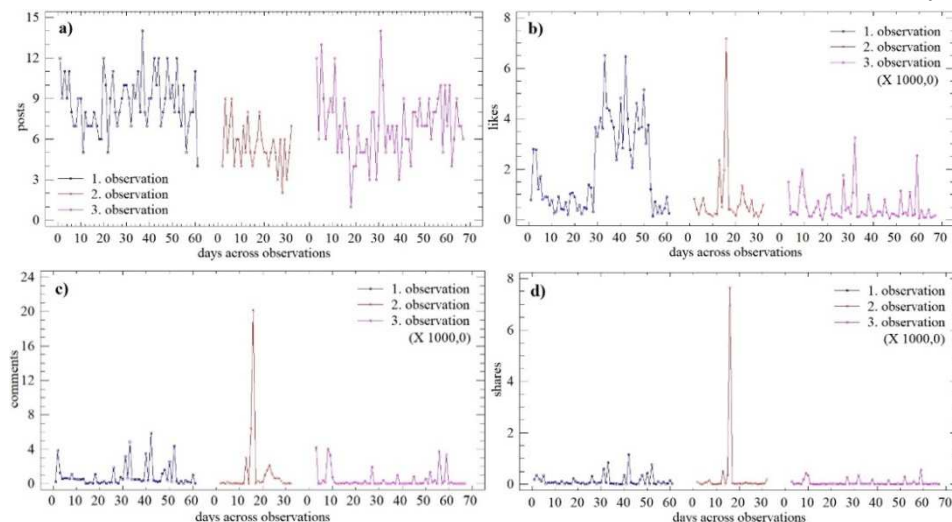 a)
posts
15
12
9
6
3
0
1. observation
2. observation
3. observation
0 10 20 30 40 50 60 0 10 20 30 0 10 20 30 40 50 60 70
days across observations
b)
likes
8
6
4
2
0
1. observation
2. observation
3. observation
(X 1000,0)
0 10 20 30 40 50 60 0 10 20 30 0 10 20 30 40 50 60 70
days across observations
c)
comments
24
20
16
12
8
4
0
1. observation
2. observation
3. observation
(X 1000,0)
0 10 20 30 40 50 60 0 10 20 30 0 10 20 30 40 50 60 70
days across observations
d)
shares
8
6
4
2
0
1. observation
2. observation
3. observation
(X 1000,0)
0 10 20 30 40 50 60 0 10 20 30 0 10 20 30 40 50 60 70
days across observations